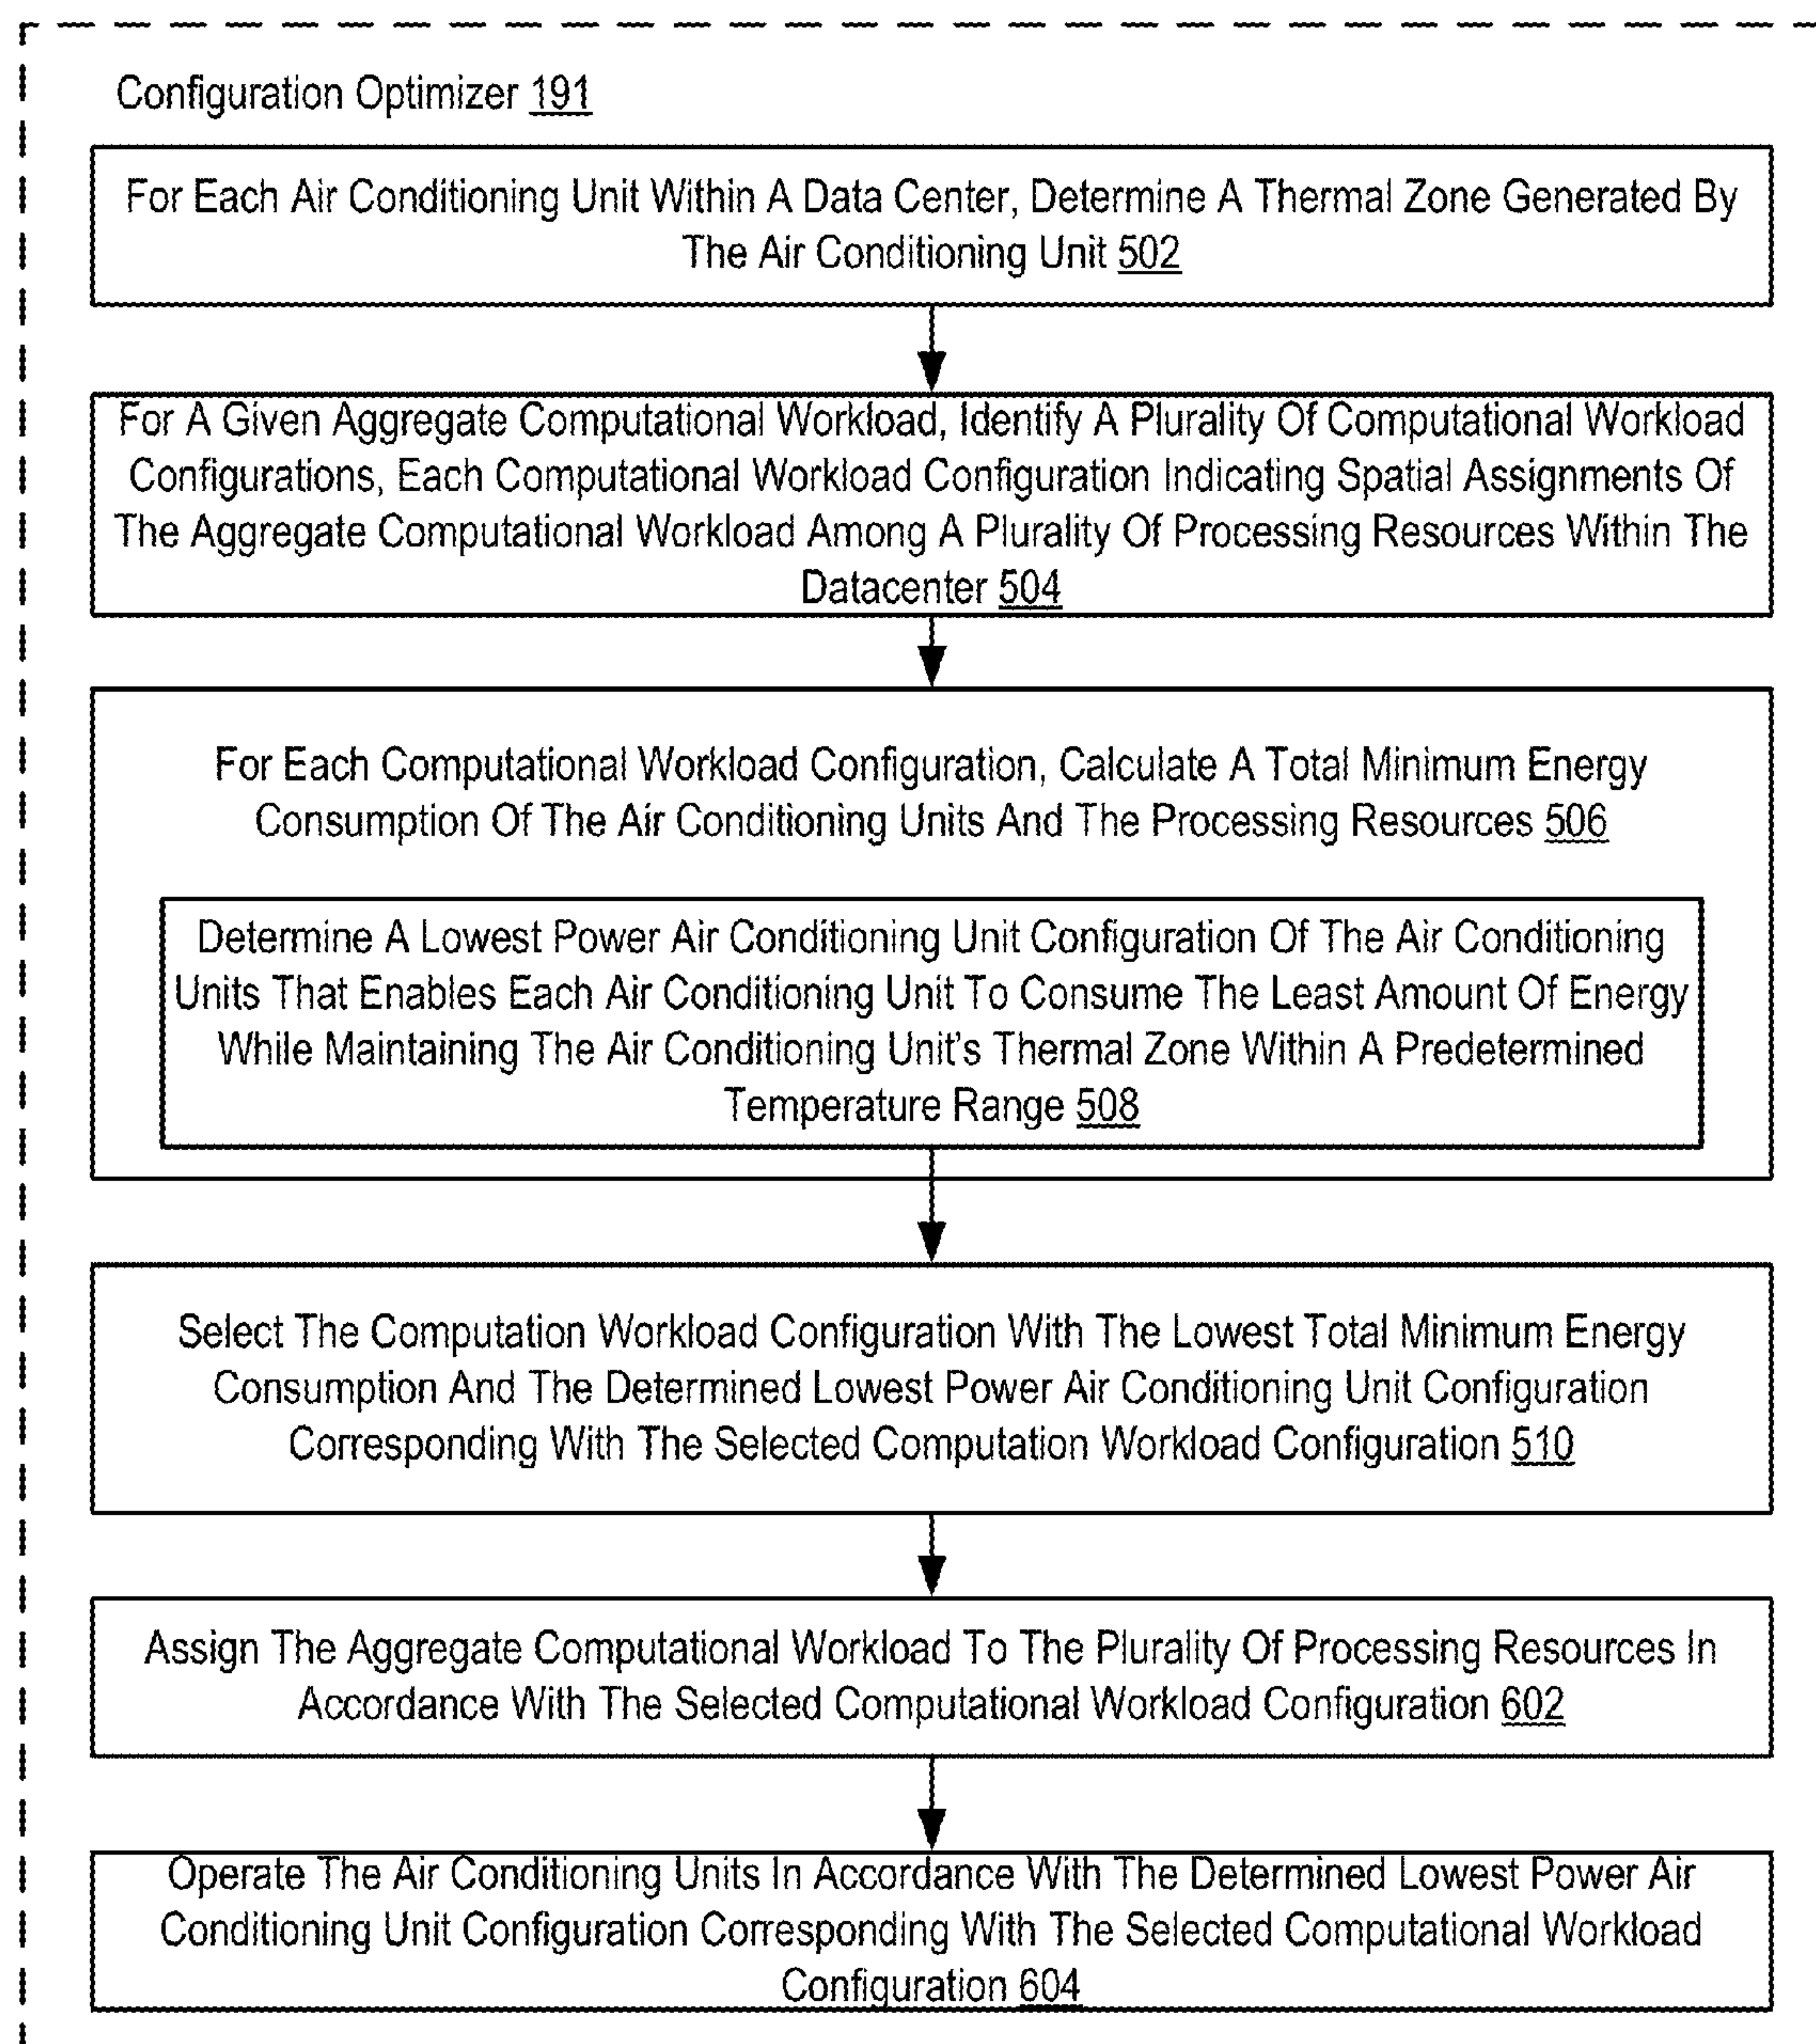 Configuration Optimizer 191
For Each Air Conditioning Unit Within A Data Center, Determine A Thermal Zone Generated By
The Air Conditioning Unit 502
For A Given Aggregate Computational Workload, Identify A Plurality Of Computational Workload
Configurations, Each Computational Workload Configuration Indicating Spatial Assignments Of
The Aggregate Computational Workload Among A Plurality Of Processing Resources Within The
Datacenter 504
For Each Computational Workload Configuration, Calculate A Total Minimum Energy
Consumption Of The Air Conditioning Units And The Processing Resources 506
Determine A Lowest Power Air Conditioning Unit Configuration Of The Air Conditioning
Units That Enables Each Air Conditioning Unit To Consume The Least Amount Of Energy
While Maintaining The Air Conditioning Unit's Thermal Zone Within A Predetermined
Temperature Range 508
Select The Computation Workload Configuration With The Lowest Total Minimum Energy
Consumption And The Determined Lowest Power Air Conditioning Unit Configuration
Corresponding With The Selected Computation Workload Configuration 510
Assign The Aggregate Computational Workload To The Plurality Of Processing Resources In
Accordance With The Selected Computational Workload Configuration 602
Operate The Air Conditioning Units In Accordance With The Determined Lowest Power Air
Conditioning Unit Configuration Corresponding With The Selected Computational Workload
Configuration 604